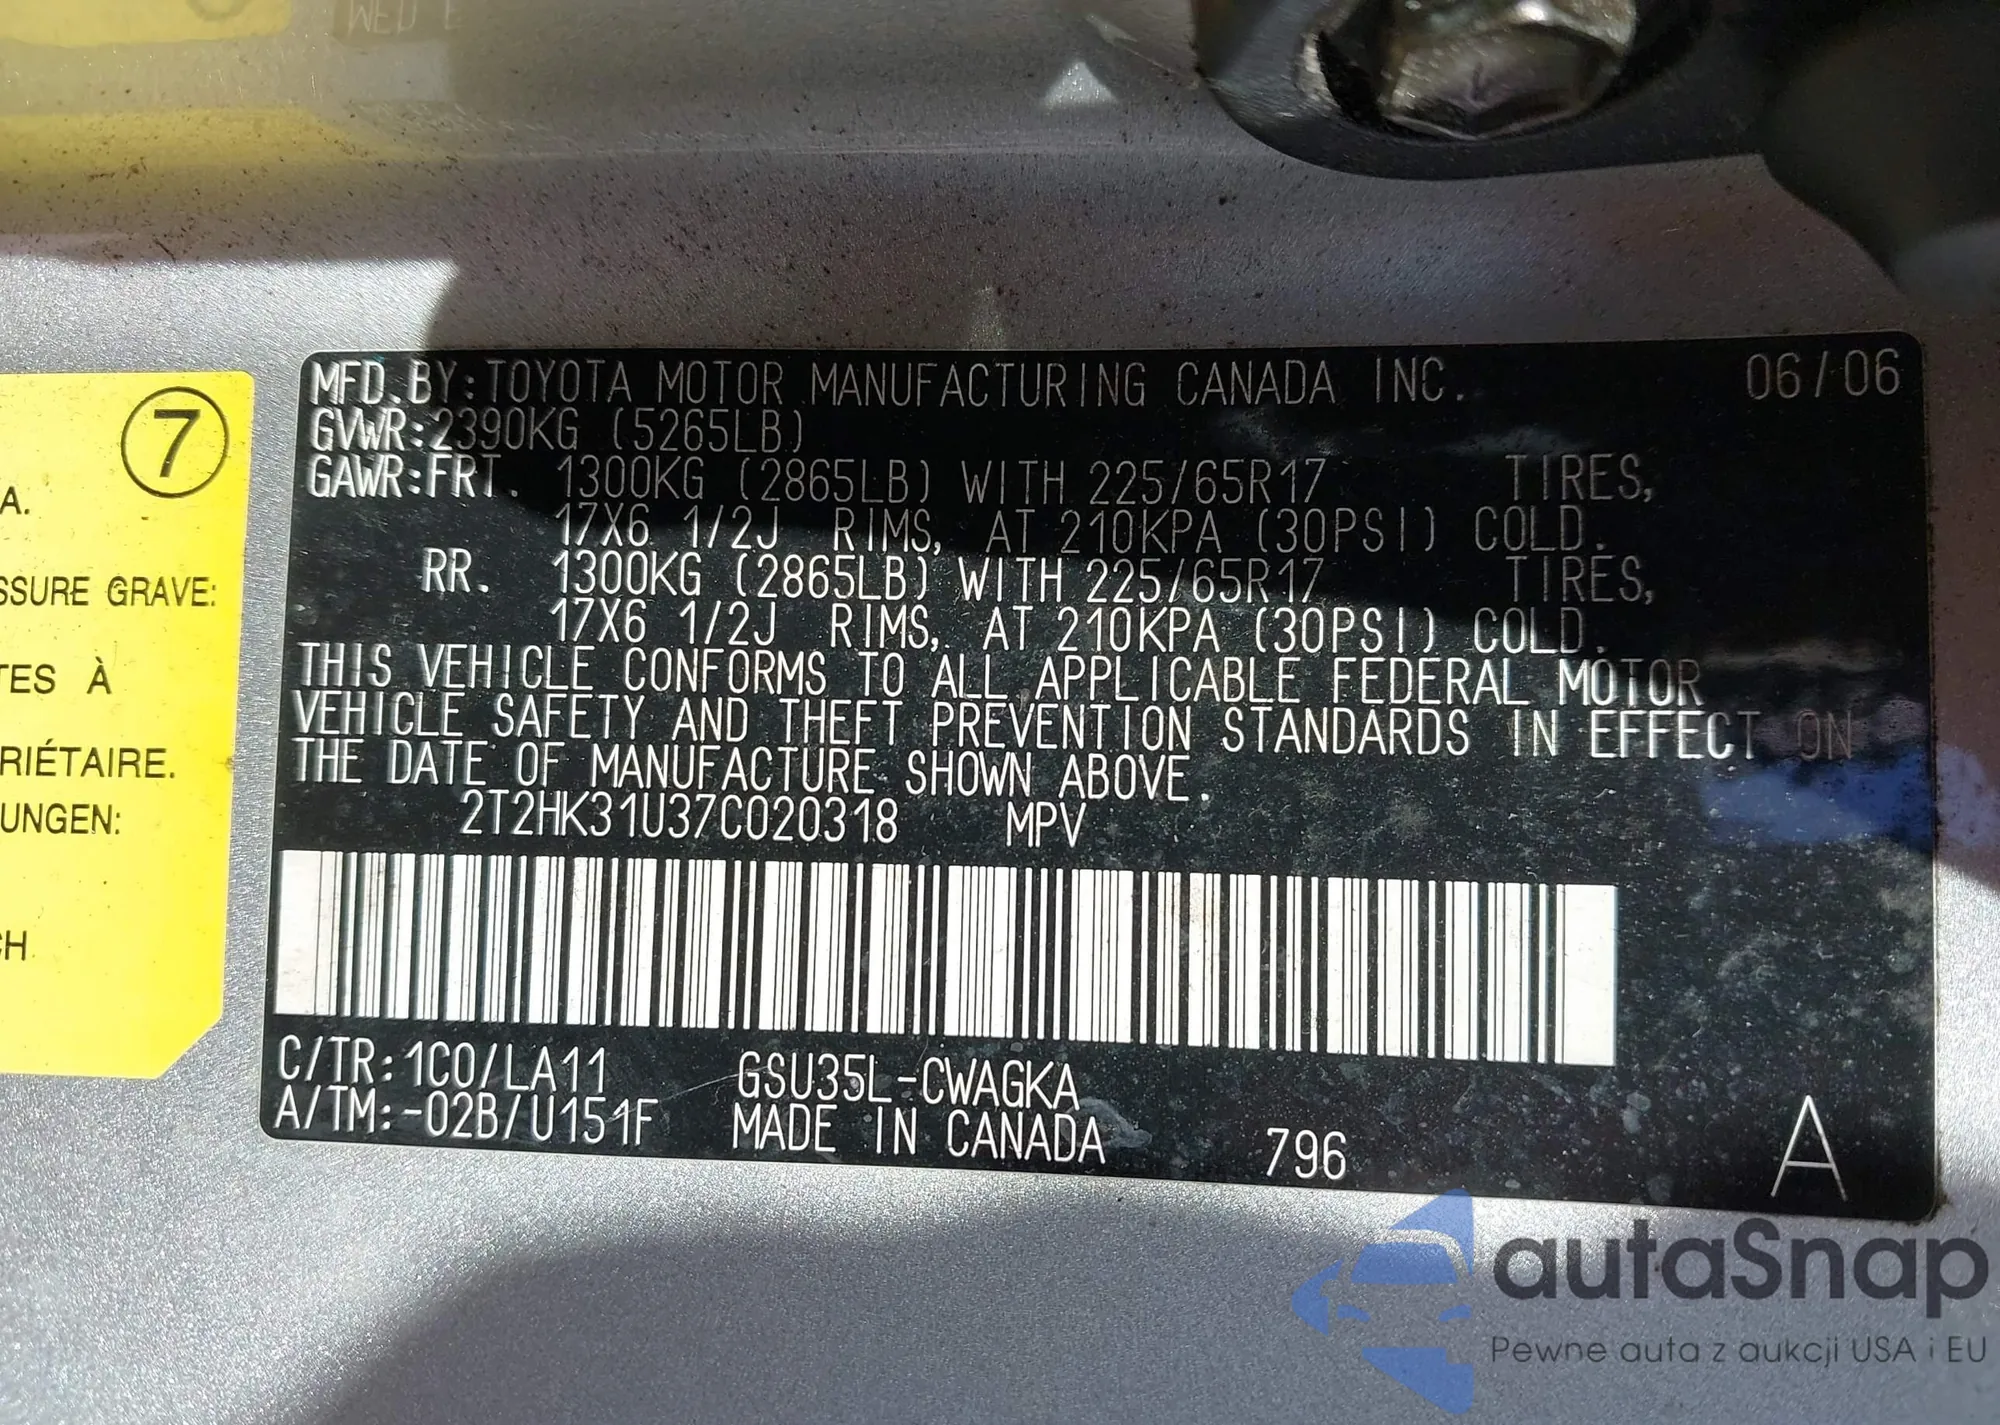 7
A.
SSURE GRAVE:
TES À
RIÉTAIRE.
UNGEN:
CH
MFD.BY:TOYOTA MOTOR MANUFACTURING CANADA INC. 06/06
GVWR:2390KG (5265LB)
GAWR:FRT. 1300KG (2865LB) WITH 225/65R17 TIRES,
17X6 1/2J RIMS, AT 210KPA (30PSI) COLD.
RR. 1300KG (2865LB) WITH 225/65R17 TIRES,
17X6 1/2J RIMS, AT 210KPA (30PSI) COLD.
THIS VEHICLE CONFORMS TO ALL APPLICABLE FEDERAL MOTOR
VEHICLE SAFETY AND THEFT PREVENTION STANDARDS IN EFFECT ON
THE DATE OF MANUFACTURE SHOWN ABOVE.
2T2HK31U37C020318 MPV
C/TR:1C0/LA11 GSU35L-CWAGKA
A/TM:-02B/U151F MADE IN CANADA 796 A
autaSnap
Pewne auta z aukcji USA i EU